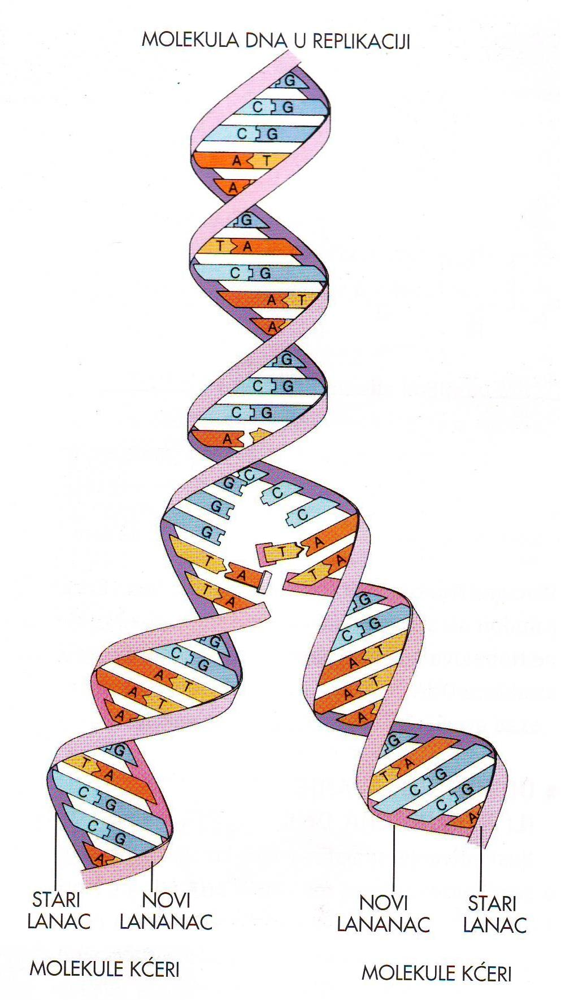 MOLEKULA DNA U REPLIKACIJI
G
C G
C G
A T
A
G
T A
C G
A T
A
G
C G
C G
A
G C
G C
G C
T A T A
T A T A
G G
C G C G
A T A T
A T A T
A A
G G
T A T A
C G C G
C G C G
A A
STARI LANAC
NOVI LANANAC
NOVI LANANAC
STARI LANAC
MOLEKULE KĆERI
MOLEKULE KĆERI